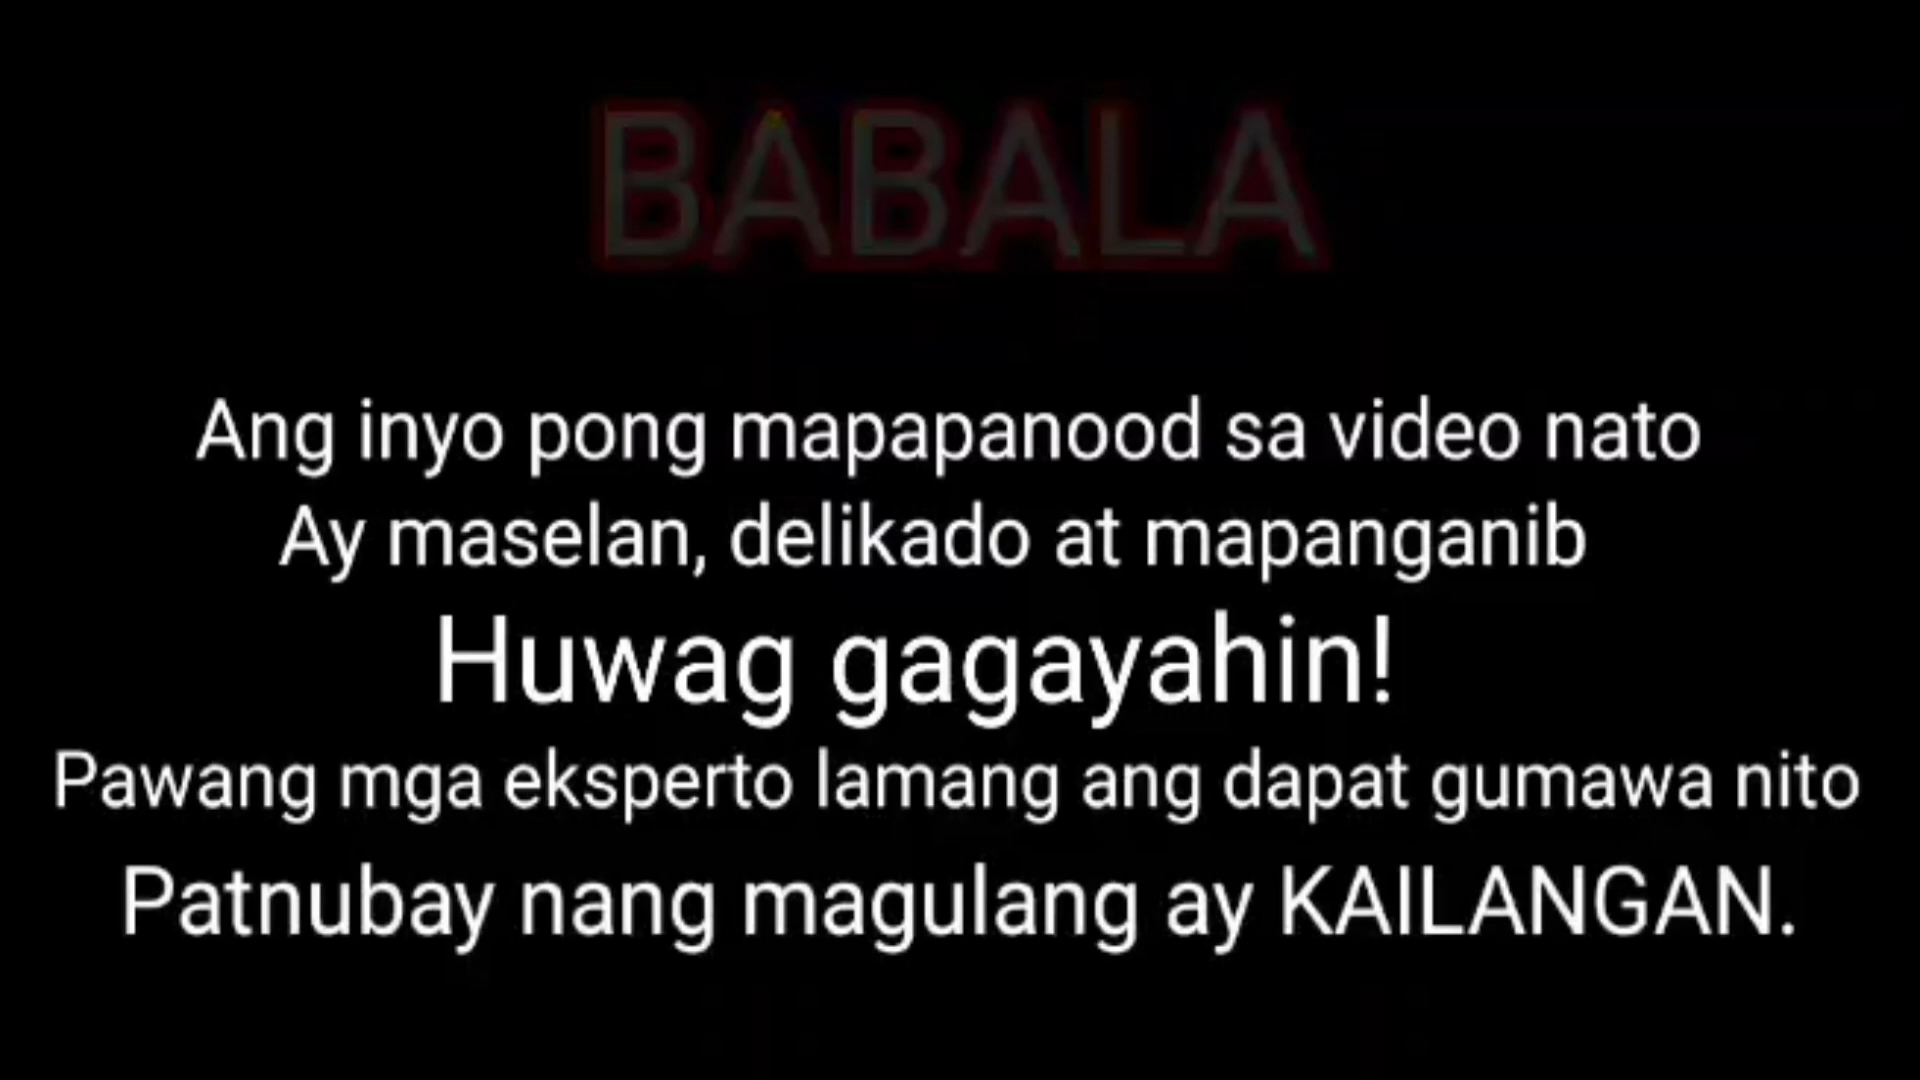 BABALA
Ang inyo pong mapapanood sa video nato
Ay maselan, delikado at mapanganib
Huwag gagayahin!
Pawang mga eksperto lamang ang dapat gumawa nito
Patnubay nang magulang ay KAILANGAN.